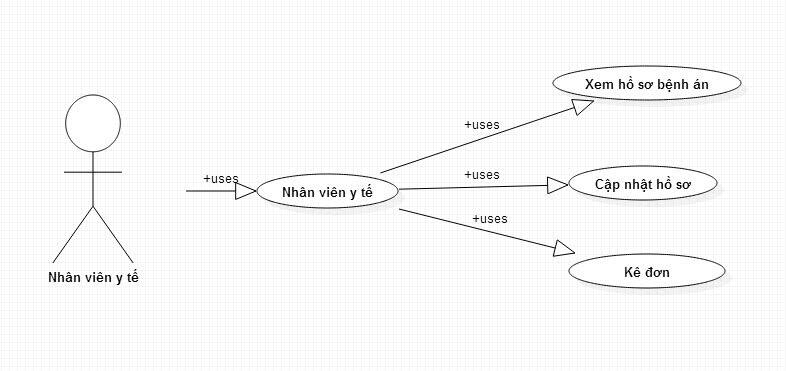 Xem hồ sơ bệnh án
+uses
+uses
+uses
Nhân viên y tế
Cập nhật hồ sơ
+uses
Kê đơn
Nhân viên y tế